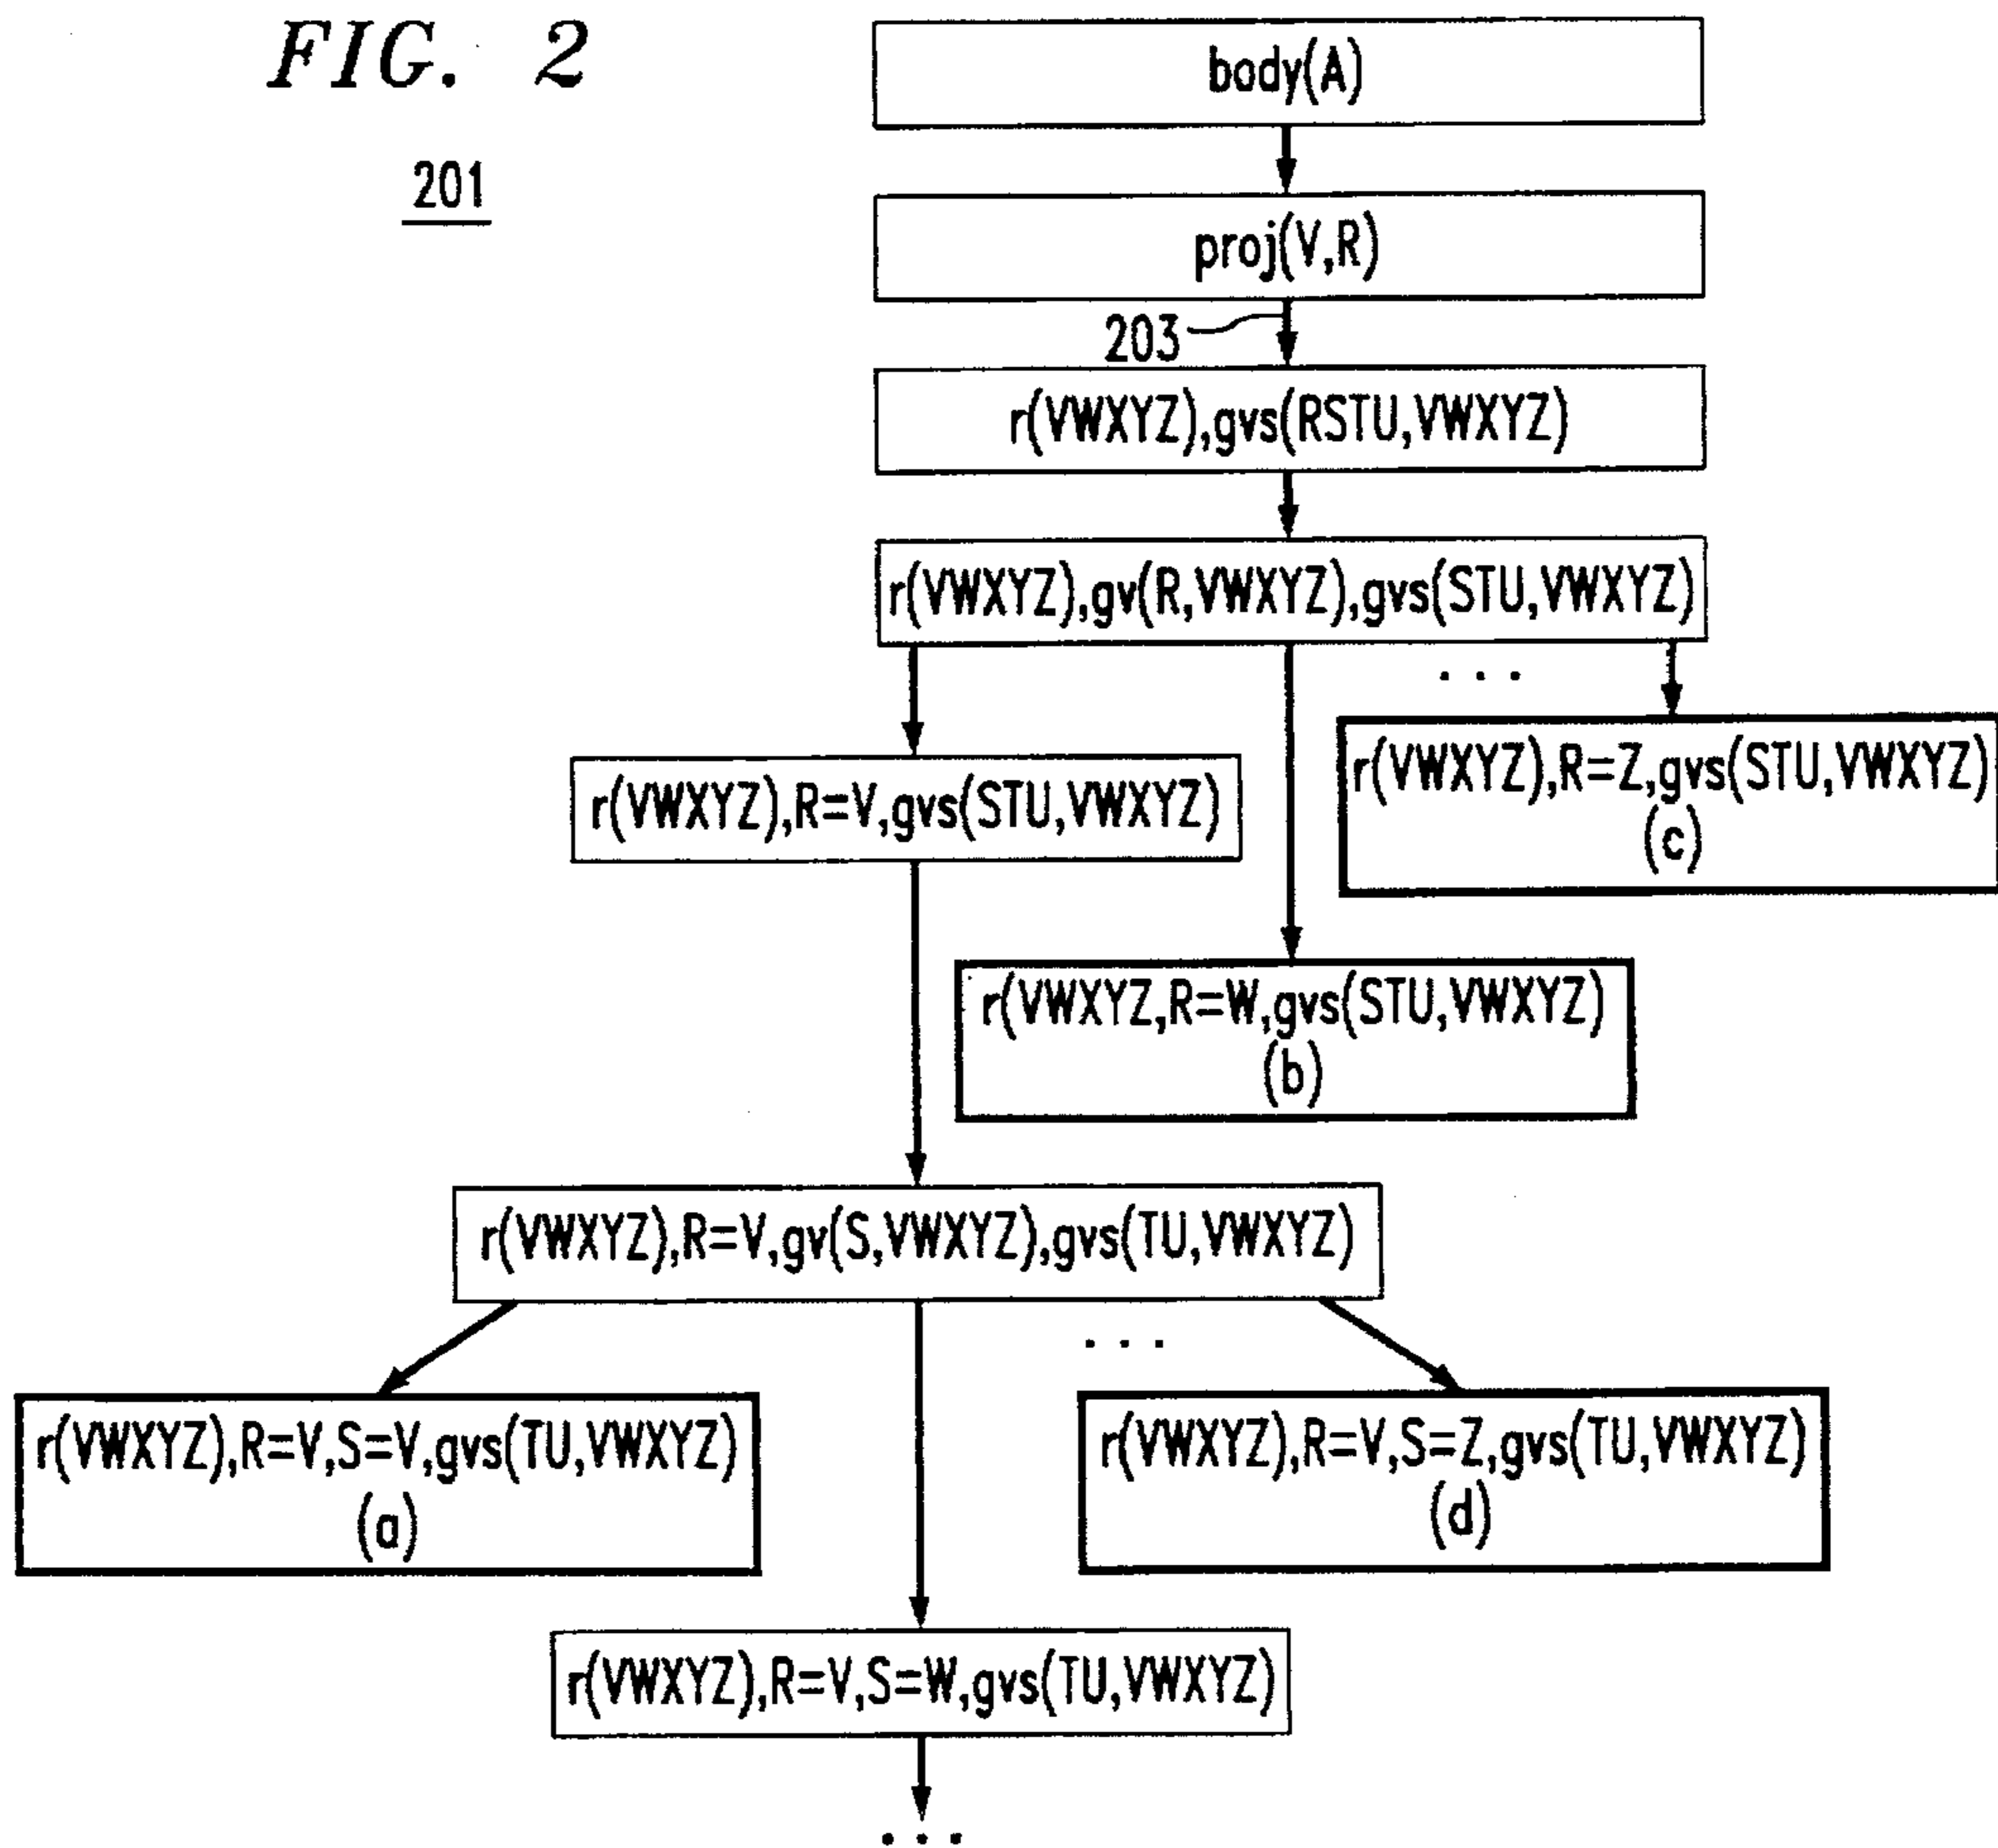 FIG. 2
201
body(A)
proj(V,R)
203
r(VWXYZ),gvs(RSTU,VWXYZ)
r(VWXYZ),gv(R,VWXYZ),gvs(STU,VWXYZ)
. . .
r(VWXYZ),R=Z,gvs(STU,VWXYZ)
(c)
r(VWXYZ),R=V,gvs(STU,VWXYZ)
r(VWXYZ,R=W,gvs(STU,VWXYZ)
(b)
r(VWXYZ),R=V,gv(S,VWXYZ),gvs(TU,VWXYZ)
. . .
r(VWXYZ),R=V,S=V,gvs(TU,VWXYZ)
(a)
r(VWXYZ),R=V,S=Z,gvs(TU,VWXYZ)
(d)
r(VWXYZ),R=V,S=W,gvs(TU,VWXYZ)
. . .